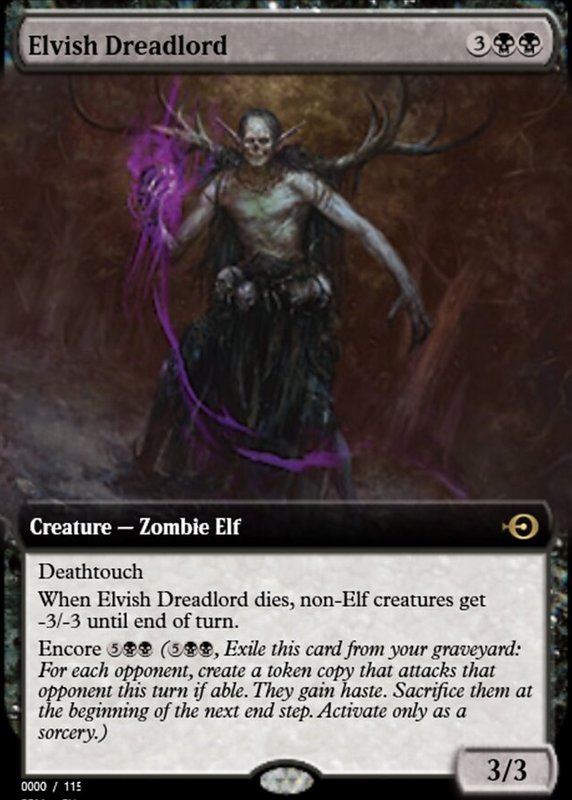 Elvish Dreadlord
3
Creature — Zombie Elf
Deathtouch
When Elvish Dreadlord dies, non-Elf creatures get
-3/-3 until end of turn.
Encore 5 (5, Exile this card from your graveyard:
For each opponent, create a token copy that attacks that
opponent this turn if able. They gain haste. Sacrifice them at
the beginning of the next end step. Activate only as a
sorcery.)
3/3
0000 / 115